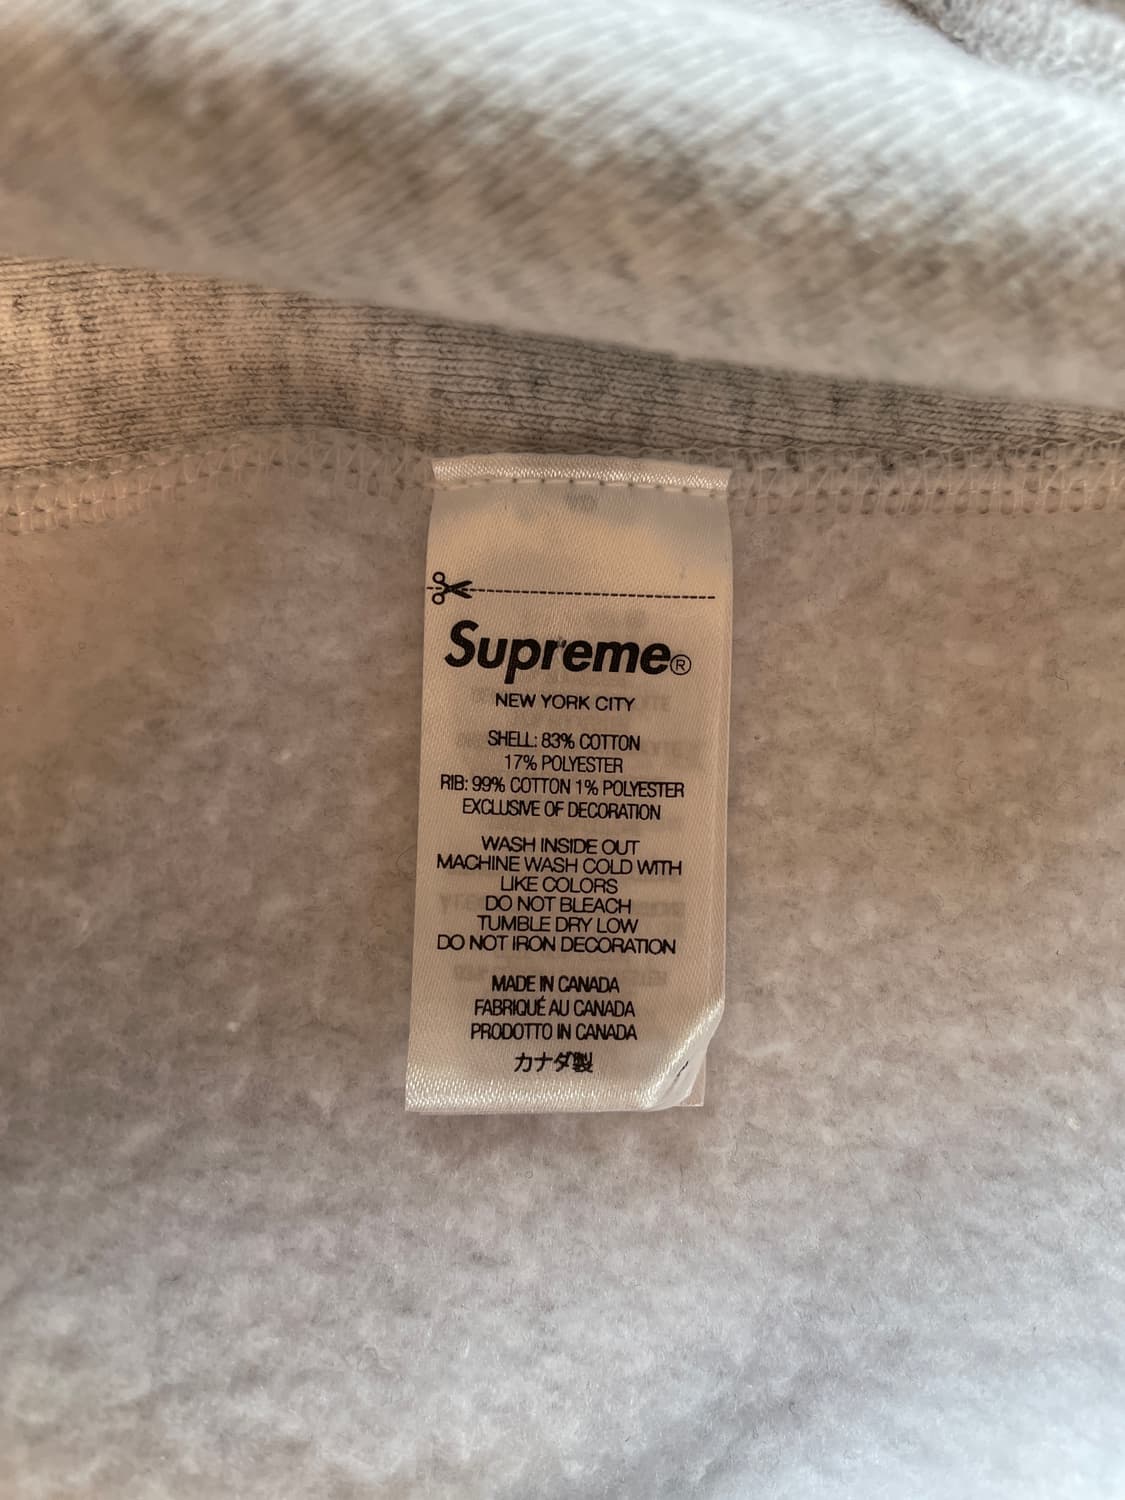 Supreme®
NEW YORK CITY
SHELL: 83% COTTON
17% POLYESTER
RIB: 99% COTTON 1% POLYESTER
EXCLUSIVE OF DECORATION
WASH INSIDE OUT
MACHINE WASH COLD WITH
LIKE COLORS
DO NOT BLEACH
TUMBLE DRY LOW
DO NOT IRON DECORATION
MADE IN CANADA
FABRIQUÉ AU CANADA
PRODOTTO IN CANADA
カナダ製